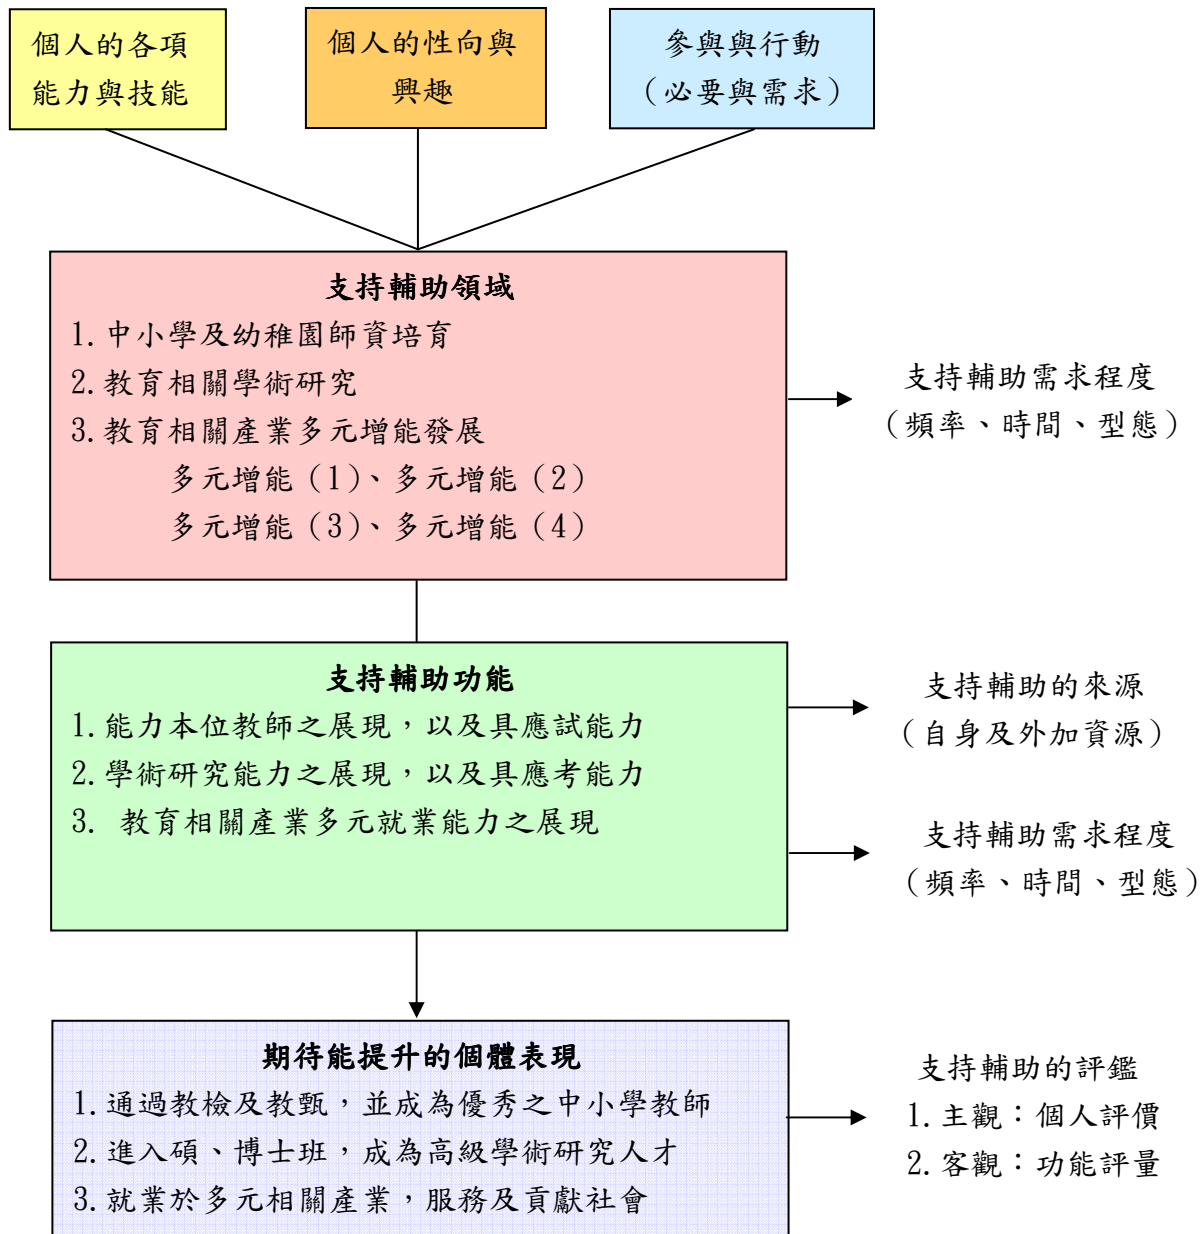 個人的各項
能力與技能
個人的性向與
興趣
參與與行動
（必要與需求）
支持輔助領域
1.中小學及幼稚園師資培育
2.教育相關學術研究
3.教育相關產業多元增能發展
多元增能（1）、多元增能（2）
多元增能（3）、多元增能（4）
支持輔助需求程度
（頻率、時間、型態）
支持輔助功能
1.能力本位教師之展現，以及具應試能力
2.學術研究能力之展現，以及具應考能力
3. 教育相關產業多元就業能力之展現
支持輔助的來源
（自身及外加資源）
支持輔助需求程度
（頻率、時間、型態）
期待能提升的個體表現
1.通過教檢及教甄，並成為優秀之中小學教師
2.進入碩、博士班，成為高級學術研究人才
3.就業於多元相關產業，服務及貢獻社會
支持輔助的評鑑
1.主觀：個人評價
2.客觀：功能評量